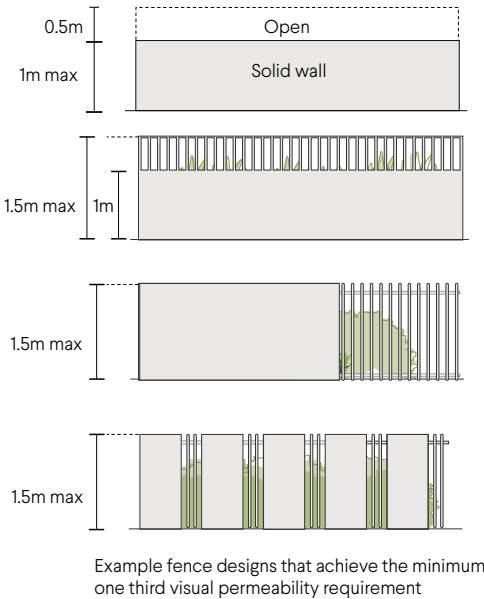 0.5m
Open
1m max
Solid wall
1.5m max
1m
1.5m max
1.5m max
Example fence designs that achieve the minimum
one third visual permeability requirement